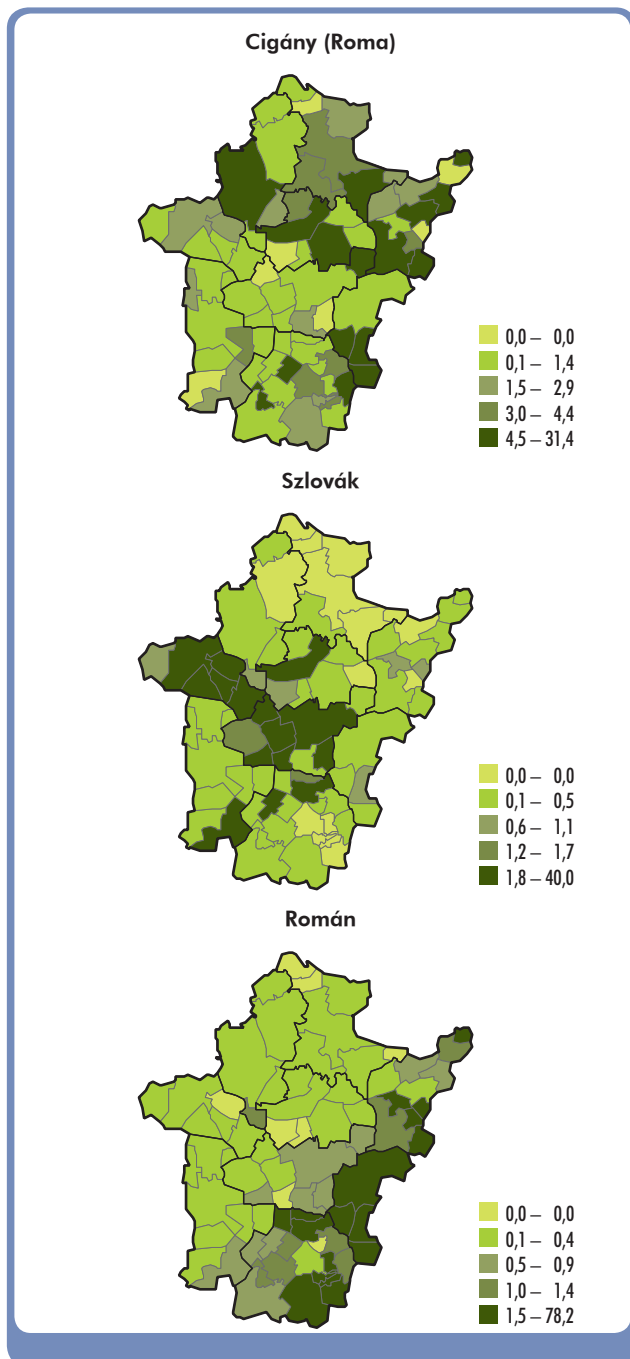 Cigány (Roma)
0,0 – 0,0
0,1 – 1,4
1,5 – 2,9
3,0 – 4,4
4,5 – 31,4
Szlovák
0,0 – 0,0
0,1 – 0,5
0,6 – 1,1
1,2 – 1,7
1,8 – 40,0
Román
0,0 – 0,0
0,1 – 0,4
0,5 – 0,9
1,0 – 1,4
1,5 – 78,2